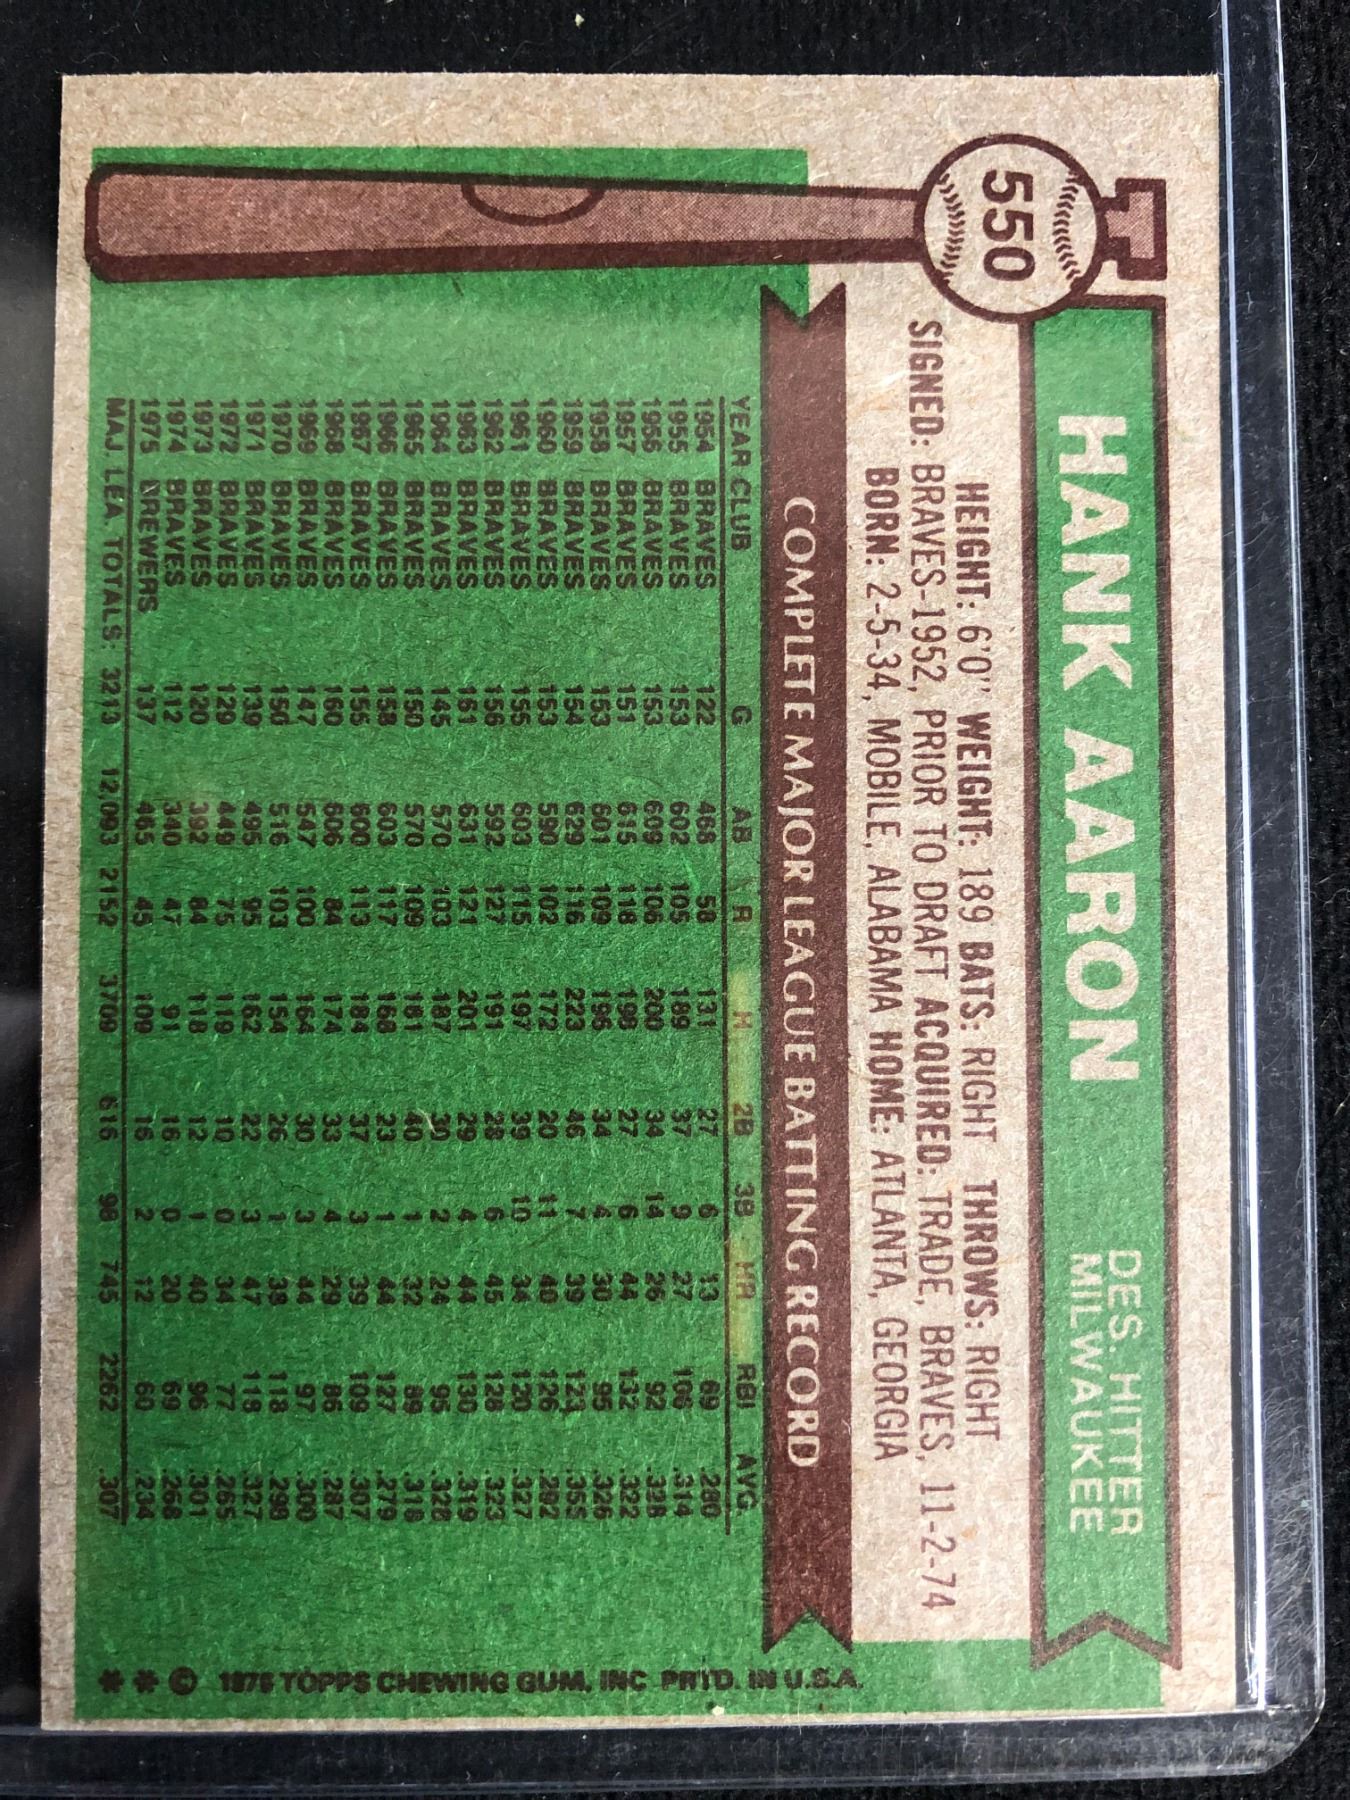 550
T
HANK AARON
DES. HITTER
MILWAUKEE
HEIGHT: 6'0" WEIGHT: 189 BATS: RIGHT THROWS: RIGHT
SIGNED: BRAVES-1952, PRIOR TO DRAFT ACQUIRED: TRADE, BRAVES, 11-2-74
BORN: 2-5-34, MOBILE, ALABAMA HOME: ATLANTA, GEORGIA
COMPLETE MAJOR LEAGUE BATTING RECORD
YEAR CLUB G AB R H 2B 3B HR RBI AVG.
1954 BRAVES 122 468 58 131 27 6 13 69 .280
1955 BRAVES 153 602 105 189 37 9 27 106 .314
1956 BRAVES 153 609 106 200 34 14 26 92 .328
1957 BRAVES 151 615 118 198 27 6 44 132 .322
1958 BRAVES 153 601 109 196 34 4 30 95 .326
1959 BRAVES 154 629 116 223 46 7 39 123 .355
1960 BRAVES 153 590 102 172 20 11 40 126 .292
1961 BRAVES 155 603 115 197 39 10 34 120 .327
1962 BRAVES 156 592 127 191 28 6 45 128 .323
1963 BRAVES 161 631 121 201 29 4 44 130 .319
1964 BRAVES 145 570 103 187 30 2 24 95 .328
1965 BRAVES 150 570 109 181 40 1 32 89 .318
1966 BRAVES 158 603 117 168 23 1 44 127 .279
1967 BRAVES 155 600 113 184 37 3 39 109 .307
1968 BRAVES 160 606 84 174 33 4 29 86 .287
1969 BRAVES 147 547 100 164 30 3 44 97 .300
1970 BRAVES 150 516 103 154 26 1 38 118 .298
1971 BRAVES 139 495 95 162 22 3 47 118 .327
1972 BRAVES 129 449 75 119 10 0 34 77 .265
1973 BRAVES 120 392 84 118 12 1 40 96 .301
1974 BRAVES 112 340 47 91 16 0 20 69 .268
1975 BREWERS 137 465 45 109 16 2 12 60 .234
MAJ. LEA. TOTALS: 3213 12,093 2152 3709 616 98 745 2262 .307
* * © 1976 TOPPS CHEWING GUM, INC PRTD. IN U.S.A.